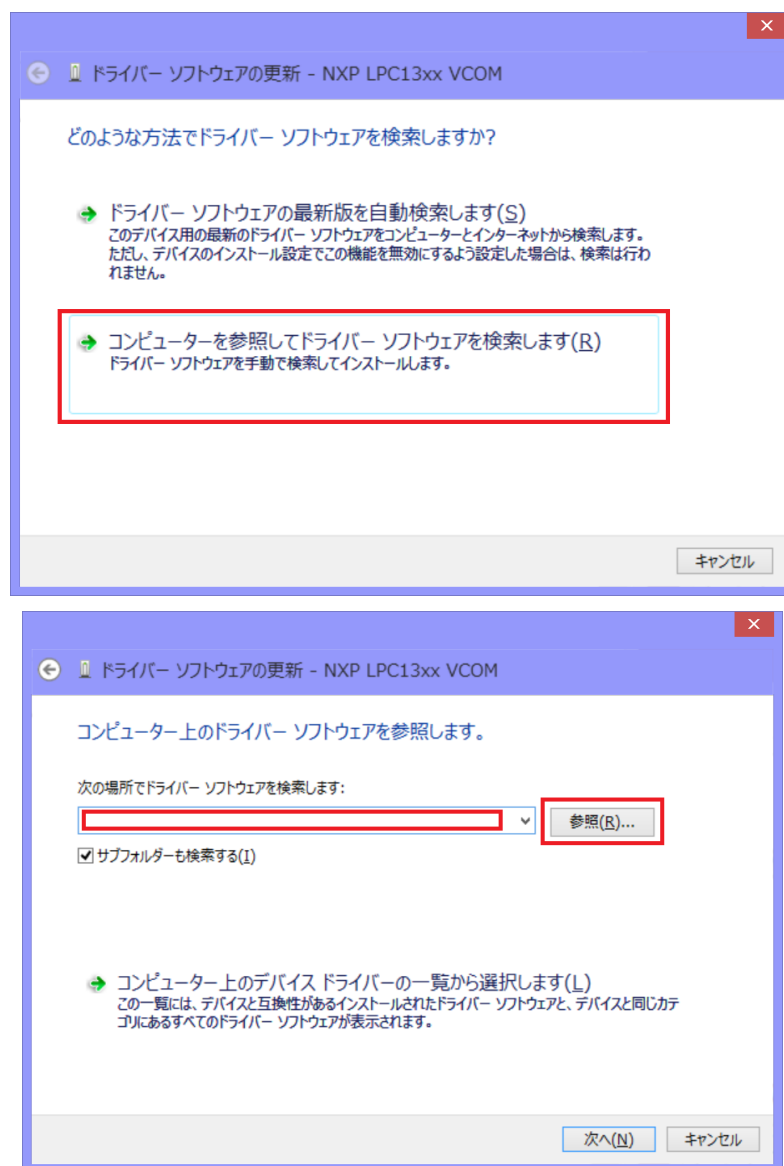 ドライバー ソフトウェアの更新 - NXP LPC13xx VCOM
どのような方法でドライバー ソフトウェアを検索しますか?
ドライバー ソフトウェアの最新版を自動検索します(S)
このデバイス用の最新のドライバー ソフトウェアをコンピューターとインターネットから検索します。
ただし、デバイスのインストール設定でこの機能を無効にするよう設定した場合は、検索は行わ
れません。
コンピューターを参照してドライバー ソフトウェアを検索します(R)
ドライバー ソフトウェアを手動で検索してインストールします。
キャンセル
ドライバー ソフトウェアの更新 - NXP LPC13xx VCOM
コンピューター上のドライバー ソフトウェアを参照します。
次の場所でドライバー ソフトウェアを検索します:
参照(R)...
サブフォルダーも検索する(I)
コンピューター上のデバイス ドライバーの一覧から選択します(L)
この一覧には、デバイスと互換性があるインストールされたドライバー ソフトウェアと、デバイスと同じカテ
ゴリにあるすべてのドライバー ソフトウェアが表示されます。
次へ(N) キャンセル